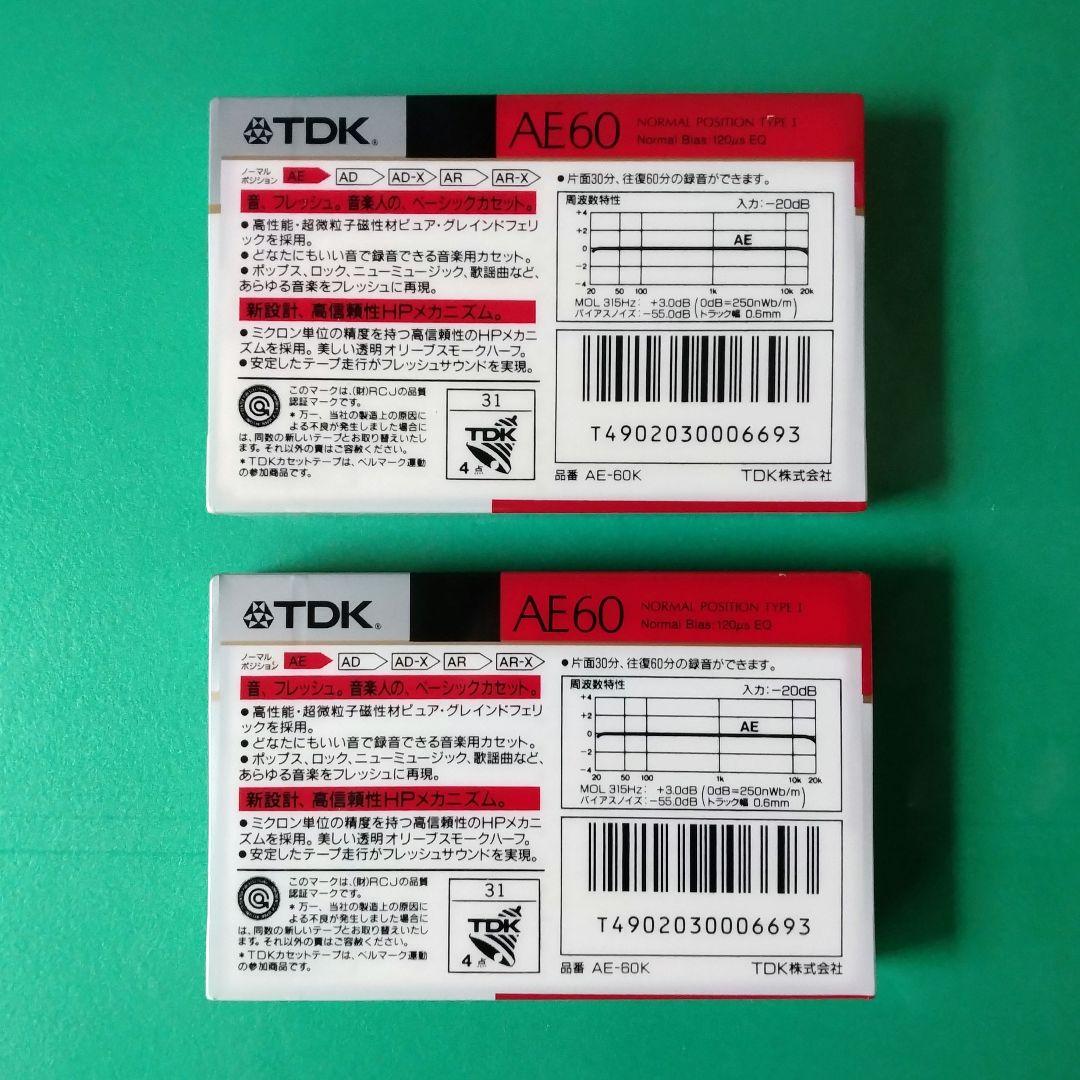 TDK®
AE60
NORMAL POSITION TYPE I
Normal Bias:120μs EQ
ノーマル
ポジション
AE
AD
AD-X
AR
AR-X
音、フレッシュ。音楽人の、ベーシックカセット。
●高性能・超微粒子磁性材ピュア・グレインドフェリ
ックを採用。
●どなたにもいい音で録音できる音楽用カセット。
●ポップス、ロック、ニューミュージック、歌謡曲など、
あらゆる音楽をフレッシュに再現。
新設計、高信頼性HPメカニズム。
●ミクロン単位の精度を持つ高信頼性のHPメカニ
ズムを採用。美しい透明オリーブスモークハーフ。
●安定したテープ走行がフレッシュサウンドを実現。
このマークは、(財)RCJの品質
認証マークです。
*万一、当社の製造上の原因に
よる不良が発生しました場合に
は、同数の新しいテープとお取り替えいたし
ます。それ以外の責はご容赦ください。
*TDKカセットテープは、ベルマーク運動
の参加商品です。
31
TDK
4点
●片面30分、往復60分の録音ができます。
周波数特性
入力:-20dB
+4
+2
0
-2
-4
AE
20 50 100 1k 10k 20k
MOL 315Hz: +3.0dB (0dB=250nWb/m)
バイアスノイズ: -55.0dB (トラック幅 0.6mm)
T4902030006693
品番 AE-60K
TDK株式会社
TDK®
AE60
NORMAL POSITION TYPE I
Normal Bias:120μs EQ
ノーマル
ポジション
AE
AD
AD-X
AR
AR-X
音、フレッシュ。音楽人の、ベーシックカセット。
●高性能・超微粒子磁性材ピュア・グレインドフェリ
ックを採用。
●どなたにもいい音で録音できる音楽用カセット。
●ポップス、ロック、ニューミュージック、歌謡曲など、
あらゆる音楽をフレッシュに再現。
新設計、高信頼性HPメカニズム。
●ミクロン単位の精度を持つ高信頼性のHPメカニ
ズムを採用。美しい透明オリーブスモークハーフ。
●安定したテープ走行がフレッシュサウンドを実現。
このマークは、(財)RCJの品質
認証マークです。
*万一、当社の製造上の原因に
よる不良が発生しました場合に
は、同数の新しいテープとお取り替えいたし
ます。それ以外の責はご容赦ください。
*TDKカセットテープは、ベルマーク運動
の参加商品です。
31
TDK
4点
●片面30分、往復60分の録音ができます。
周波数特性
入力:-20dB
+4
+2
0
-2
-4
AE
20 50 100 1k 10k 20k
MOL 315Hz: +3.0dB (0dB=250nWb/m)
バイアスノイズ: -55.0dB (トラック幅 0.6mm)
T4902030006693
品番 AE-60K
TDK株式会社